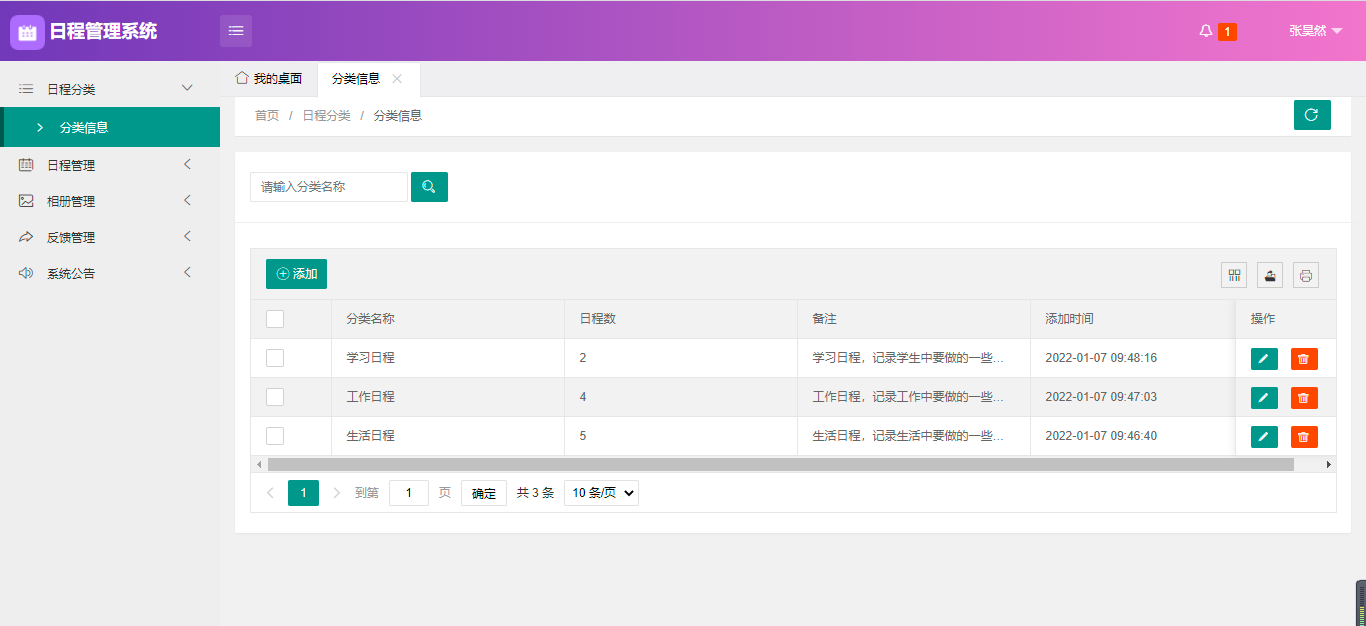 日程管理系统
1
张昊然
日程分类
分类信息
日程管理
相册管理
反馈管理
系统公告
我的桌面
分类信息
首页 / 日程分类 / 分类信息
请输入分类名称
添加
分类名称 日程数 备注 添加时间 操作
学习日程 2 学习日程，记录学生中要做的一些... 2022-01-07 09:48:16
工作日程 4 工作日程，记录工作中要做的一些... 2022-01-07 09:47:03
生活日程 5 生活日程，记录生活中要做的一些... 2022-01-07 09:46:40
1 到第 1 页 确定 共 3 条 10 条/页